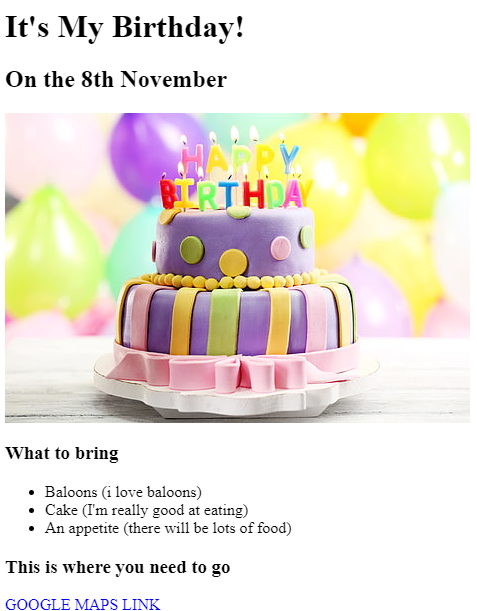 It's My Birthday!
On the 8th November
HAPPY
BIRTHDAY
What to bring
Baloons (i love baloons)
Cake (I'm really good at eating)
An appetite (there will be lots of food)
This is where you need to go
GOOGLE MAPS LINK